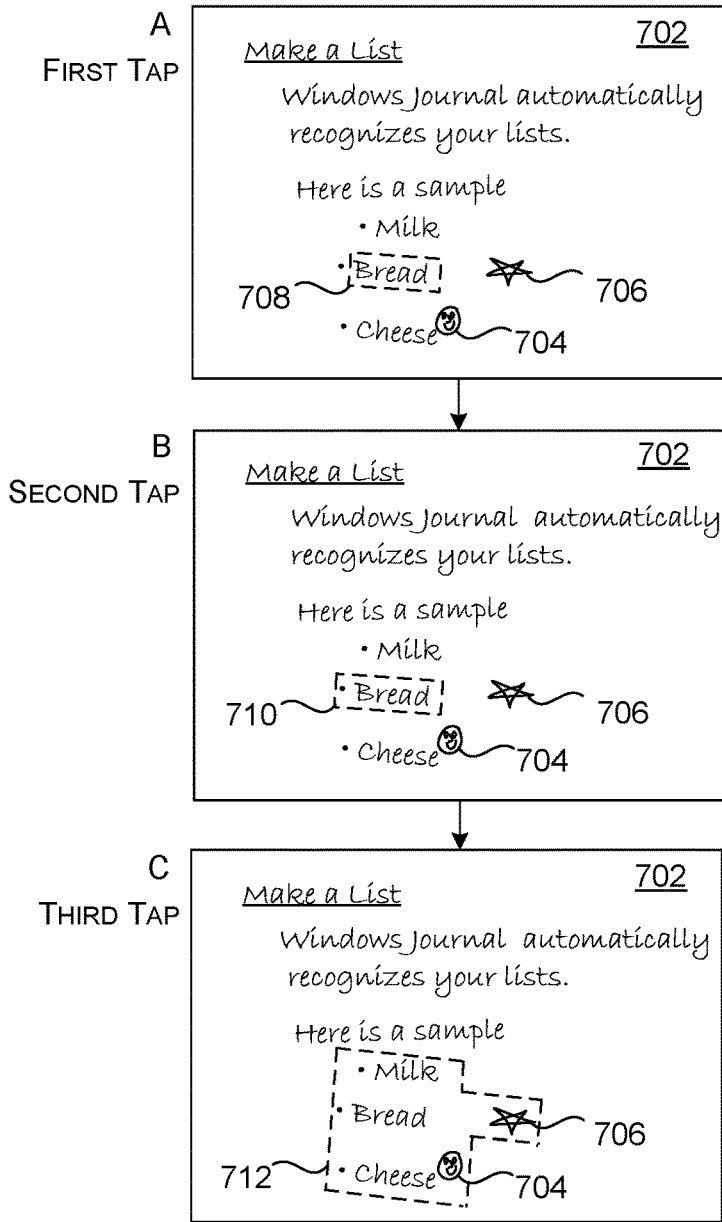 A
FIRST TAP
702
Make a List
Windows Journal automatically
recognizes your lists.
Here is a sample
• Milk
• Bread
708
706
• Cheese
704
B
SECOND TAP
702
Make a List
Windows Journal automatically
recognizes your lists.
Here is a sample
• Milk
• Bread
710
706
• Cheese
704
C
THIRD TAP
702
Make a List
Windows Journal automatically
recognizes your lists.
Here is a sample
• Milk
• Bread
706
712
• Cheese
704